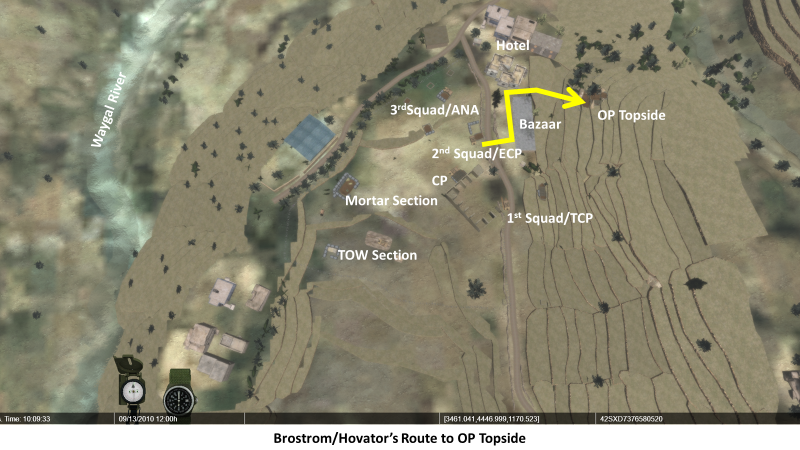 Hotel
Waygal River
3rdSquad/ANA
OP Topside
Bazaar
2nd Squad/ECP
CP
Mortar Section
1st Squad/TCP
TOW Section
Time: 10:09:33
09/13/2010 12:00h
[3461.041,4446.999,1170.523]
42SXD7376580520
Brostrom/Hovator's Route to OP Topside